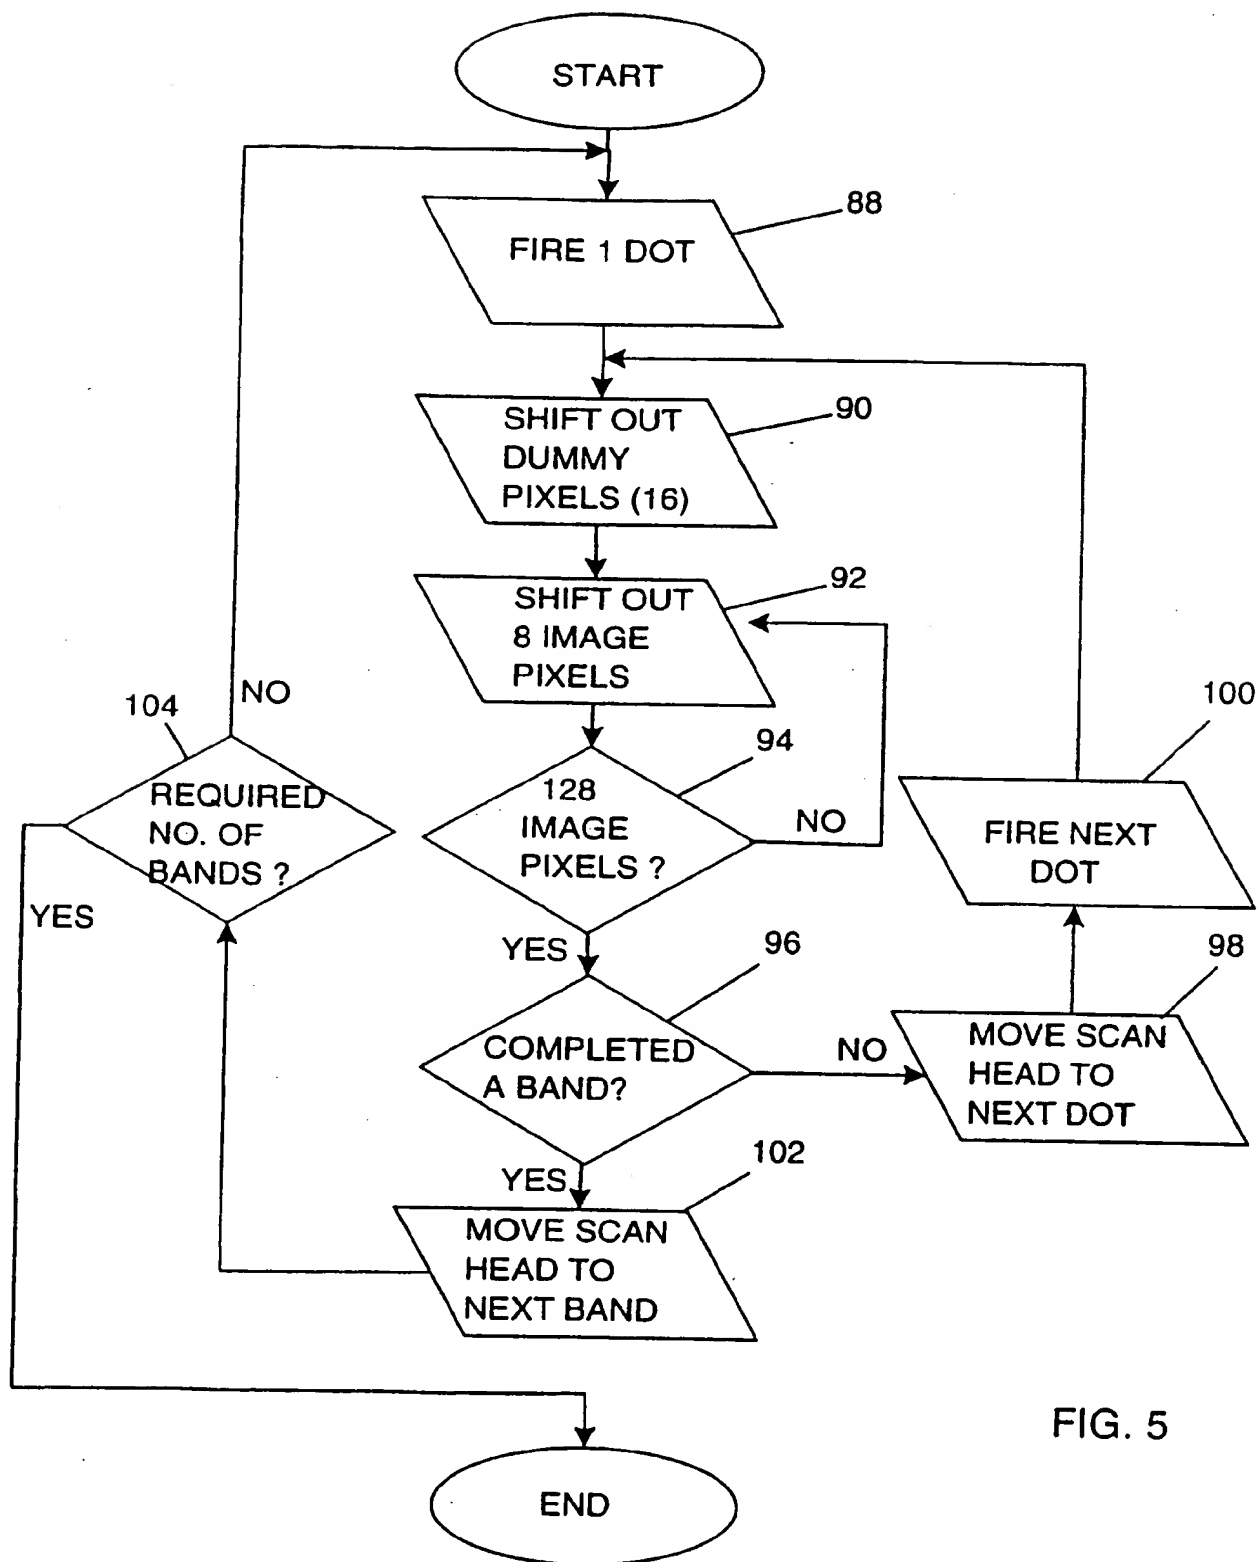 START
88
FIRE 1 DOT
90
SHIFT OUT
DUMMY
PIXELS (16)
92
SHIFT OUT
8 IMAGE
PIXELS
NO
104
100
94
REQUIRED
NO. OF
BANDS ?
128
IMAGE
PIXELS ?
NO
FIRE NEXT
DOT
YES
YES
96
98
COMPLETED
A BAND?
NO
MOVE SCAN
HEAD TO
NEXT DOT
YES
102
MOVE SCAN
HEAD TO
NEXT BAND
FIG. 5
END